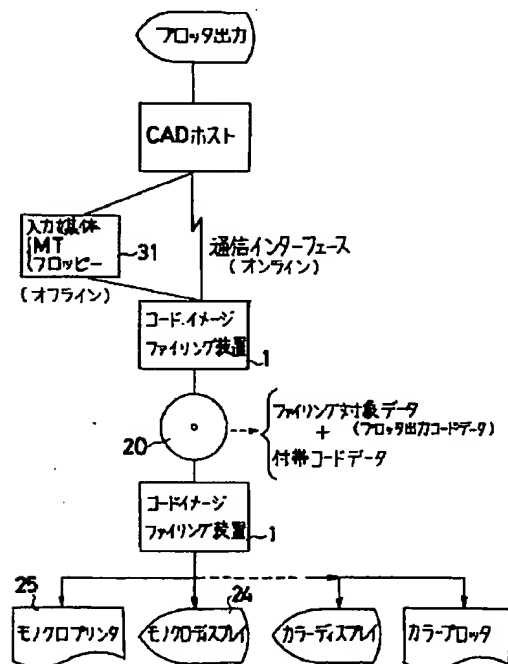 プロッタ出力
CADホスト
入力媒体
MT
フロッピー
31
(オフライン)
通信インターフェース
(オンライン)
コード.イメージ
ファイリング装置
1
20
ファイリング対象データ
+ (プロッタ出力コードデータ)
付帯コードデータ
コードイメージ
ファイリング装置
1
25
モノクロプリンタ
24
モノクロディスプレイ
カラーディスプレイ
カラープロッタ